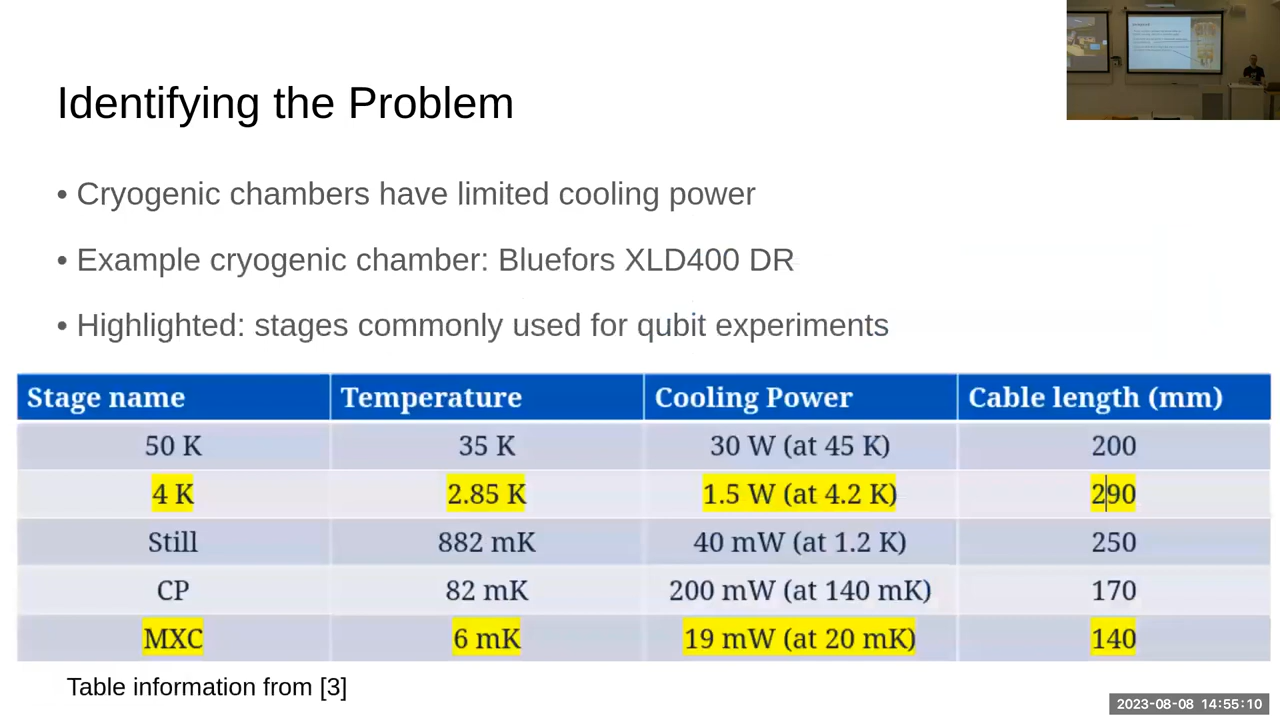 Identifying the Problem
• Cryogenic chambers have limited cooling power
• Example cryogenic chamber: Bluefors XLD400 DR
• Highlighted: stages commonly used for qubit experiments
Stage name Temperature Cooling Power Cable length (mm)
50 K 35 K 30 W (at 45 K) 200
4 K 2.85 K 1.5 W (at 4.2 K) 290
Still 882 mK 40 mW (at 1.2 K) 250
CP 82 mK 200 mW (at 140 mK) 170
MXC 6 mK 19 mW (at 20 mK) 140
Table information from [3]
2023-08-08 14:55:10